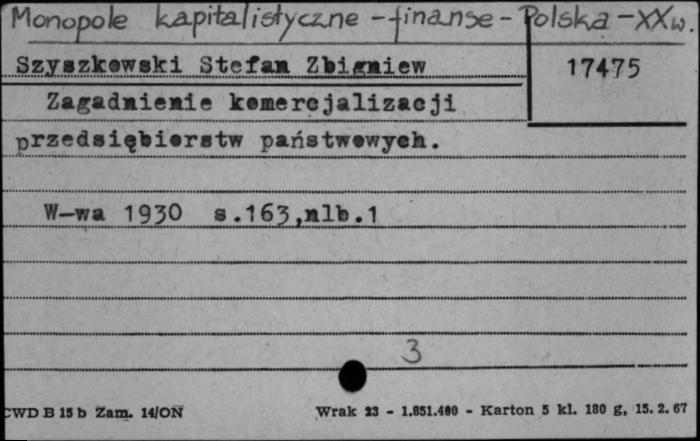 Monopole kapitalistyczne - finanse - Polska - XX w.
Szyszkowski Stefan Zbigniew
17475
Zagadnienie komercjalizacji
przedsiębiorstw państwowych.
W-wa 1930 s.163,nlb.1
3
CWD B 15 b Zam. 14/ON Wrak 23 - 1.851.400 - Karton 5 kl. 180 g, 15. 2. 67